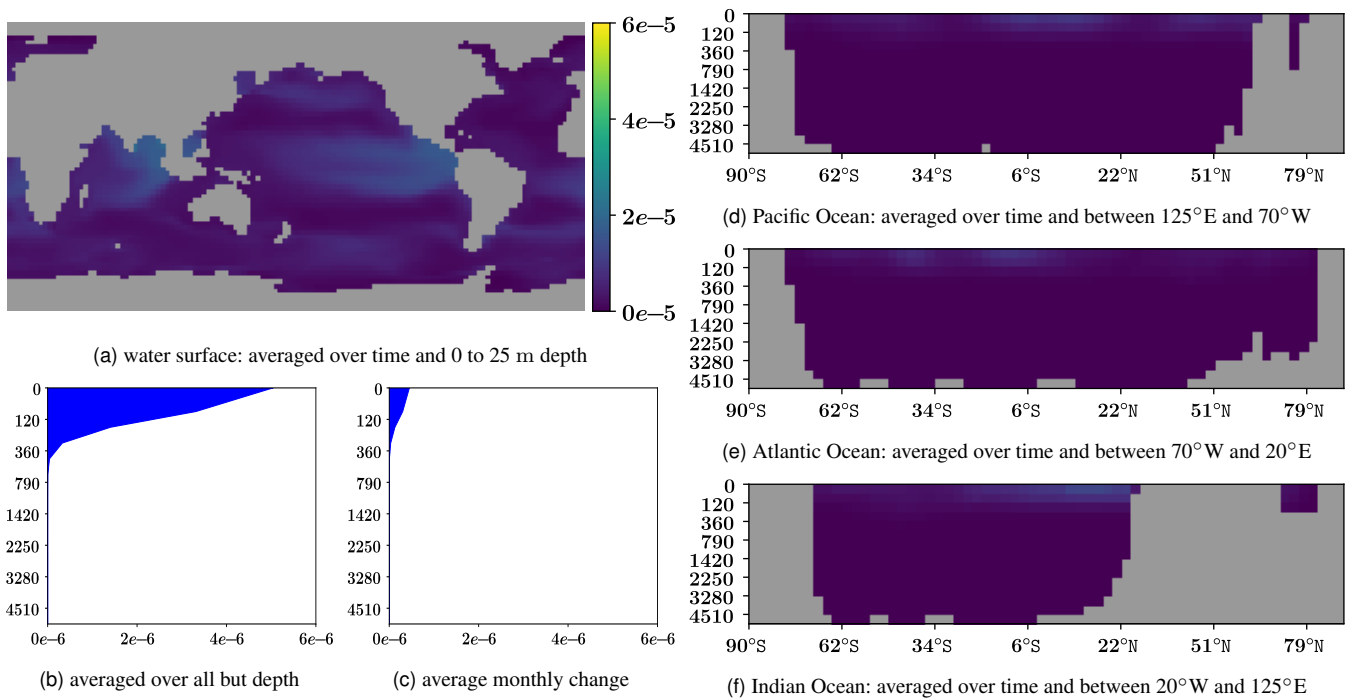 6e−5
4e−5
2e−5
0e−5
(a) water surface: averaged over time and 0 to 25 m depth
0
120
360
790
1420
2250
3280
4510
0e−6
2e−6
4e−6
6e−6
(b) averaged over all but depth
0
120
360
790
1420
2250
3280
4510
0e−6
2e−6
4e−6
6e−6
(c) average monthly change
0
120
360
790
1420
2250
3280
4510
90°S 62°S 34°S 6°S 22°N 51°N 79°N
(d) Pacific Ocean: averaged over time and between 125°E and 70°W
0
120
360
790
1420
2250
3280
4510
90°S 62°S 34°S 6°S 22°N 51°N 79°N
(e) Atlantic Ocean: averaged over time and between 70°W and 20°E
0
120
360
790
1420
2250
3280
4510
90°S 62°S 34°S 6°S 22°N 51°N 79°N
(f) Indian Ocean: averaged over time and between 20°W and 125°E